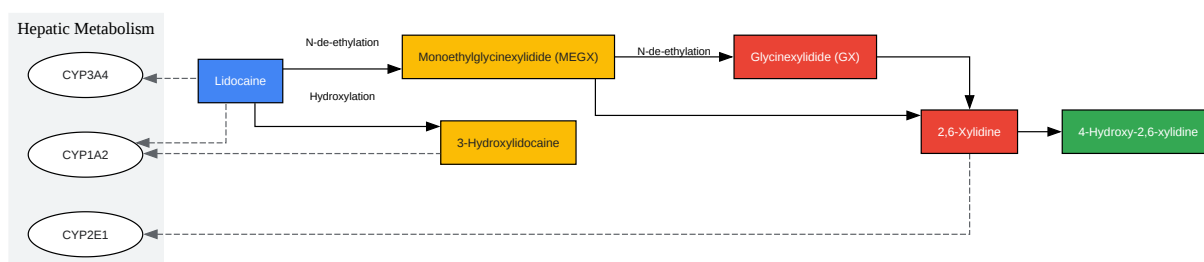 Hepatic Metabolism
CYP3A4
CYP1A2
CYP2E1
Lidocaine
N-de-ethylation
Hydroxylation
Monoethylglycinexylidide (MEGX)
3-Hydroxylidocaine
N-de-ethylation
Glycinexylidide (GX)
2,6-Xylidine
4-Hydroxy-2,6-xylidine